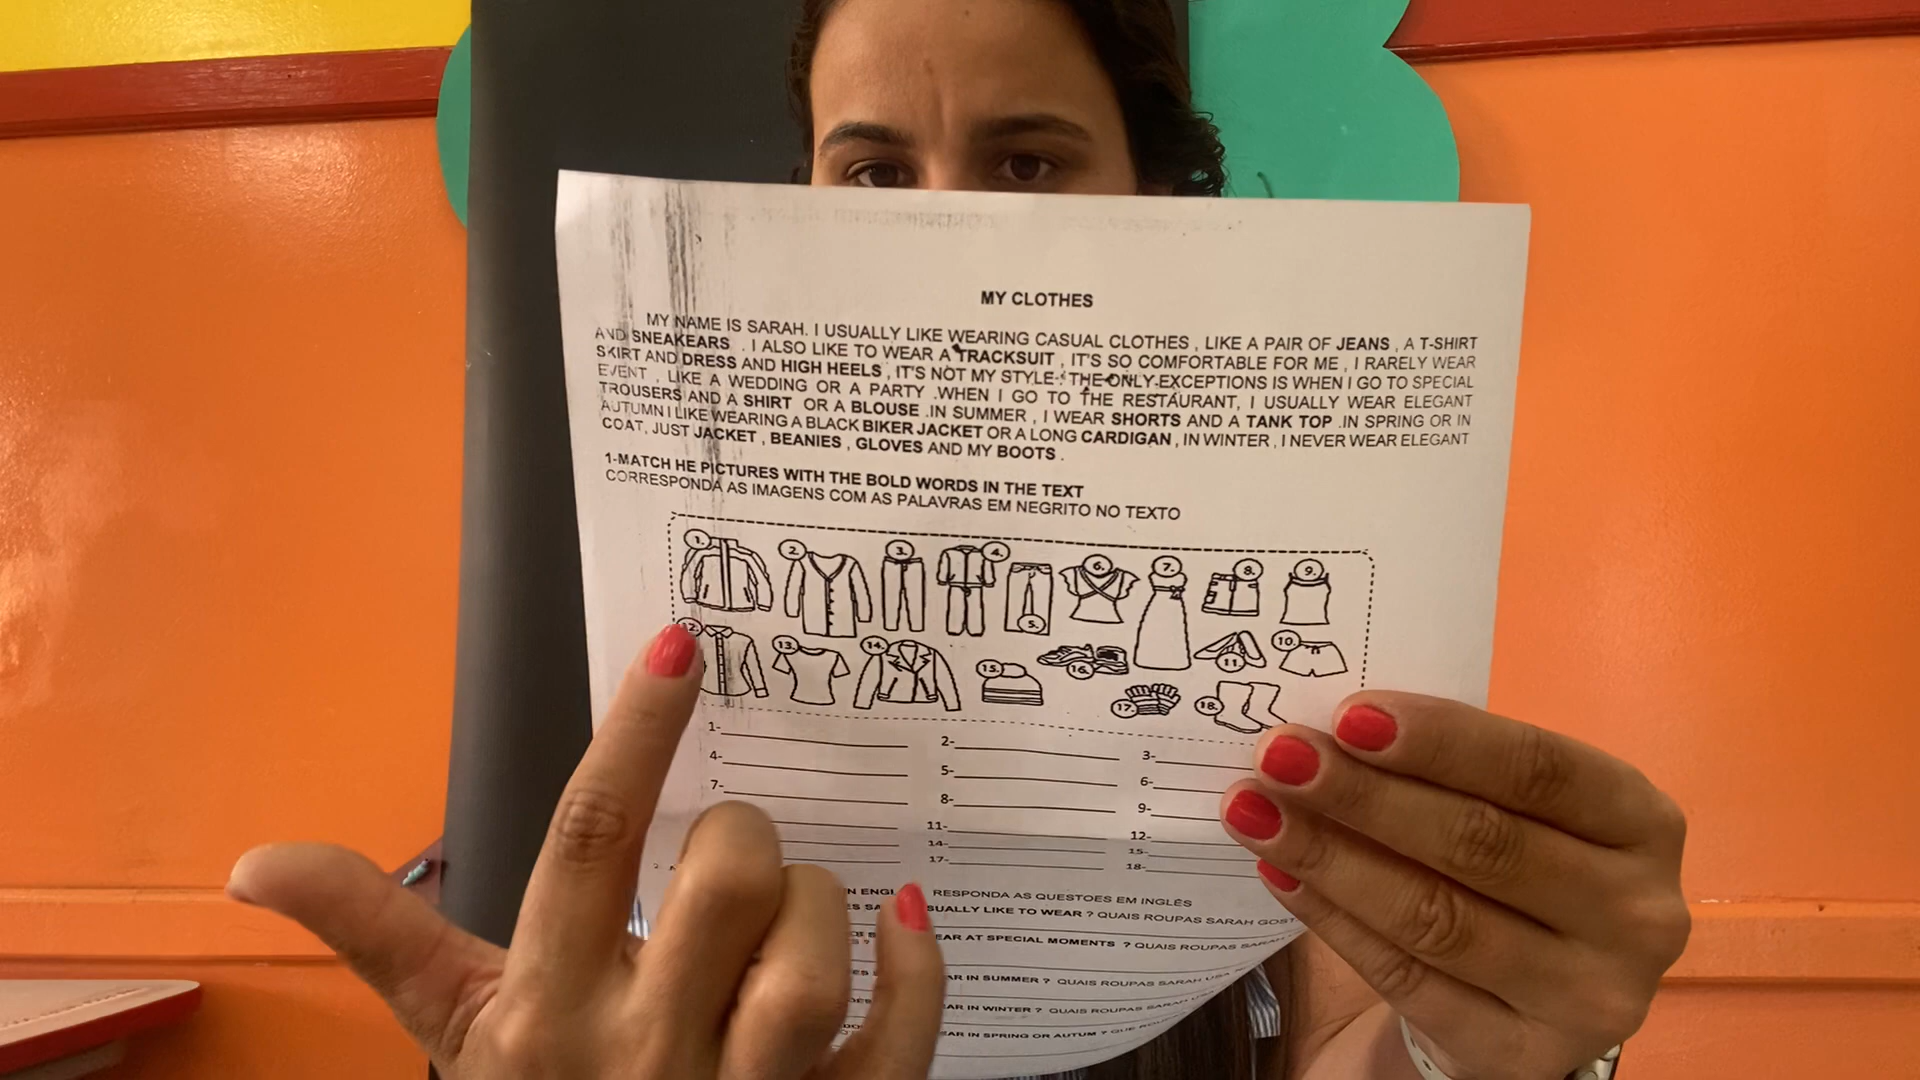 MY CLOTHES
MY NAME IS SARAH. I USUALLY LIKE WEARING CASUAL CLOTHES , LIKE A PAIR OF JEANS , A T-SHIRT
AND SNEAKEARS . I ALSO LIKE TO WEAR A TRACKSUIT , IT'S SO COMFORTABLE FOR ME , I RARELY WEAR
SKIRT AND DRESS AND HIGH HEELS , IT'S NOT MY STYLE . THE ONLY EXCEPTIONS IS WHEN I GO TO SPECIAL
EVENT , LIKE A WEDDING OR A PARTY .WHEN I GO TO THE RESTAURANT, I USUALLY WEAR ELEGANT
TROUSERS AND A SHIRT OR A BLOUSE .IN SUMMER , I WEAR SHORTS AND A TANK TOP .IN SPRING OR IN
AUTUMN I LIKE WEARING A BLACK BIKER JACKET OR A LONG CARDIGAN , IN WINTER , I NEVER WEAR ELEGANT
COAT, JUST JACKET , BEANIES , GLOVES AND MY BOOTS .
1-MATCH HE PICTURES WITH THE BOLD WORDS IN THE TEXT
CORRESPONDA AS IMAGENS COM AS PALAVRAS EM NEGRITO NO TEXTO
1. 2. 3. 4. 5. 6. 7. 8. 9.
12. 13. 14. 15. 16. 11. 10.
17. 18.
1- 2- 3-
4- 5- 6-
7- 8- 9-
11- 12-
14- 15-
17- 18-
RESPONDA AS QUESTOES EM INGLÊS
SUALLY LIKE TO WEAR ? QUAIS ROUPAS SARAH GOST
EAR AT SPECIAL MOMENTS ? QUAIS ROUPAS SARAH
AR IN SUMMER ? QUAIS ROUPAS SARAH USA
AR IN WINTER ? QUAIS ROUPAS SARAH
AR IN SPRING OR AUTUM ? QUE